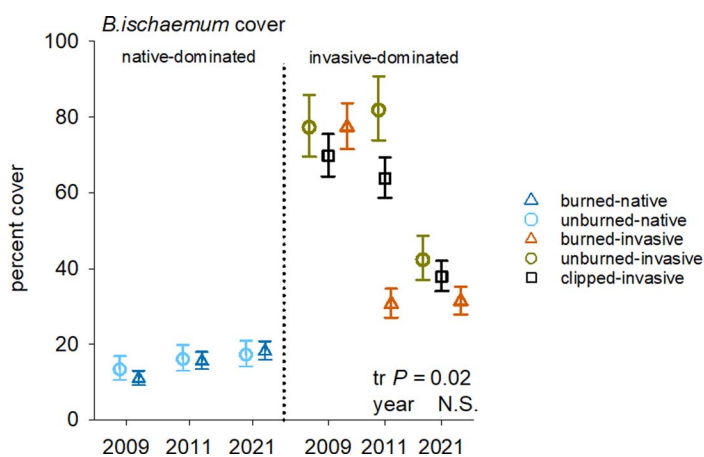 B.ischaemum cover
100
native-dominated
invasive-dominated
80
60
40
20
0
percent cover
burned-native
unburned-native
burned-invasive
unburned-invasive
clipped-invasive
tr P = 0.02
year N.S.
2009 2011 2021 2009 2011 2021